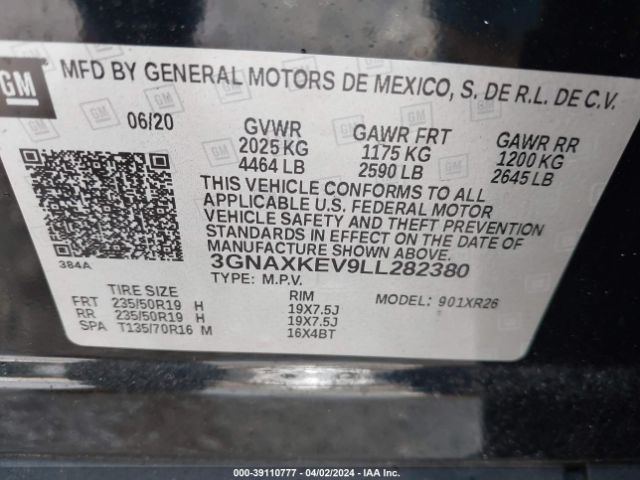 GM
MFD BY GENERAL MOTORS DE MEXICO, S. DE R.L. DE C.V.
06/20
GVWR
2025 KG
4464 LB
GAWR FRT
1175 KG
2590 LB
GAWR RR
1200 KG
2645 LB
THIS VEHICLE CONFORMS TO ALL
APPLICABLE U.S. FEDERAL MOTOR
VEHICLE SAFETY AND THEFT PREVENTION
STANDARDS IN EFFECT ON THE DATE OF
MANUFACTURE SHOWN ABOVE.
3GNAXKEV9LL282380
TYPE: M.P.V.
384A
TIRE SIZE
RIM
MODEL: 901XR26
FRT 235/50R19 H 19X7.5J
RR 235/50R19 H 19X7.5J
SPA T135/70R16 M 16X4BT
000-39110777 - 04/02/2024 - IAA Inc.